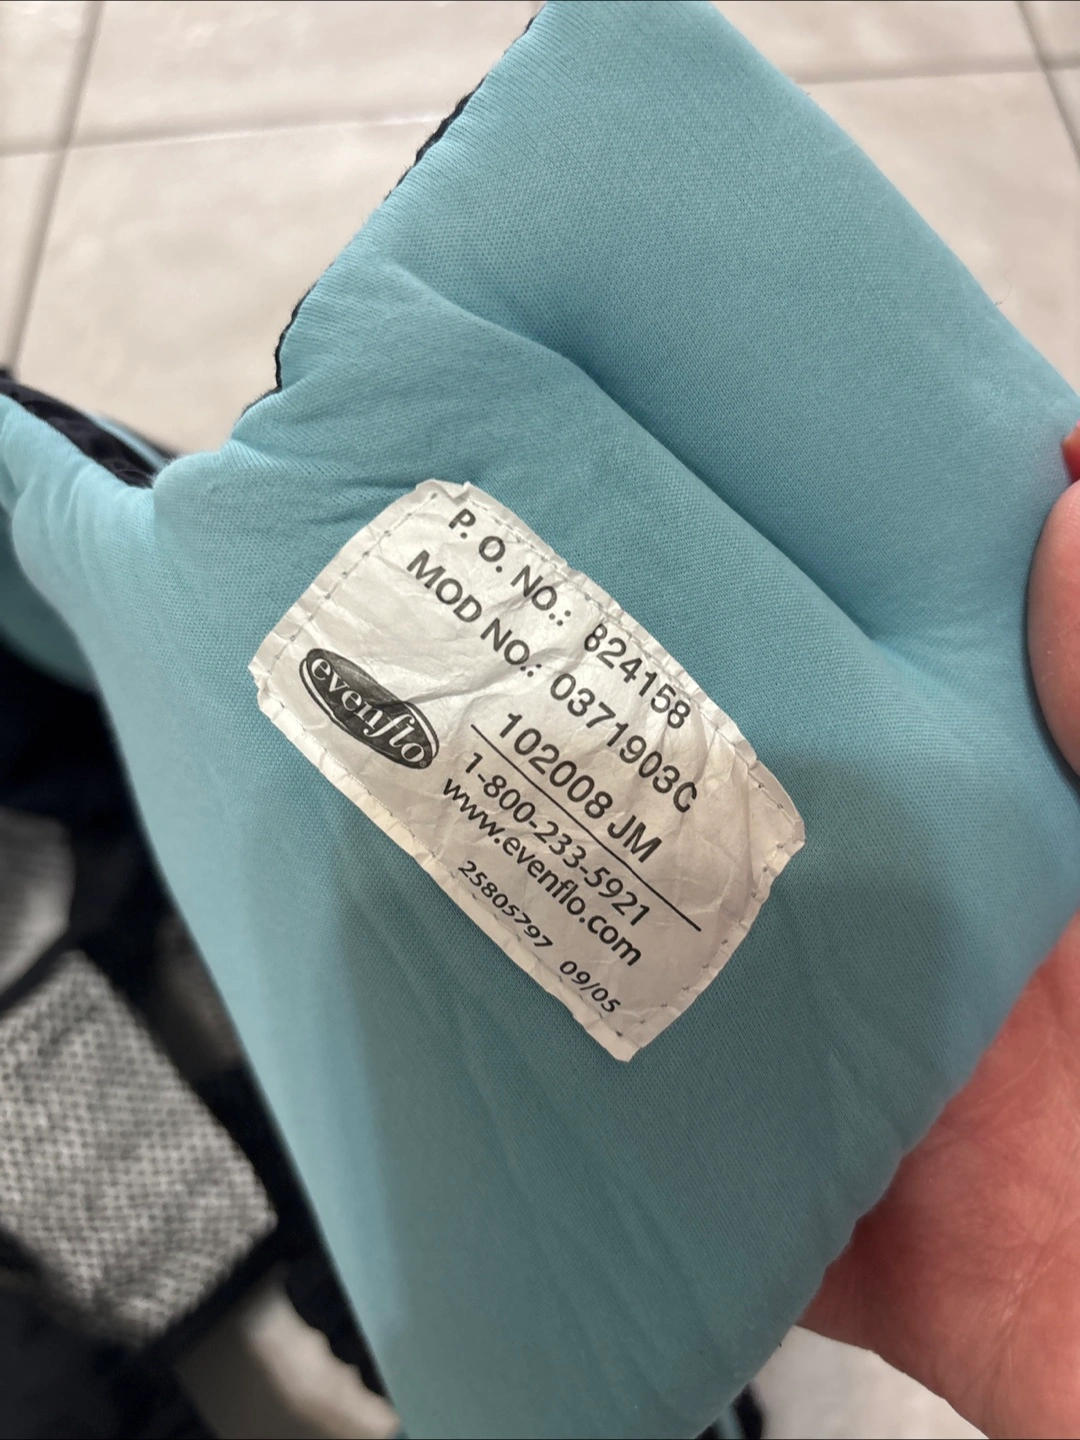 P. O. NO.: 824158
MOD NO.: 0371903C
102008 JM
evenflo
1-800-233-5921
www.evenflo.com
25805797 09/05